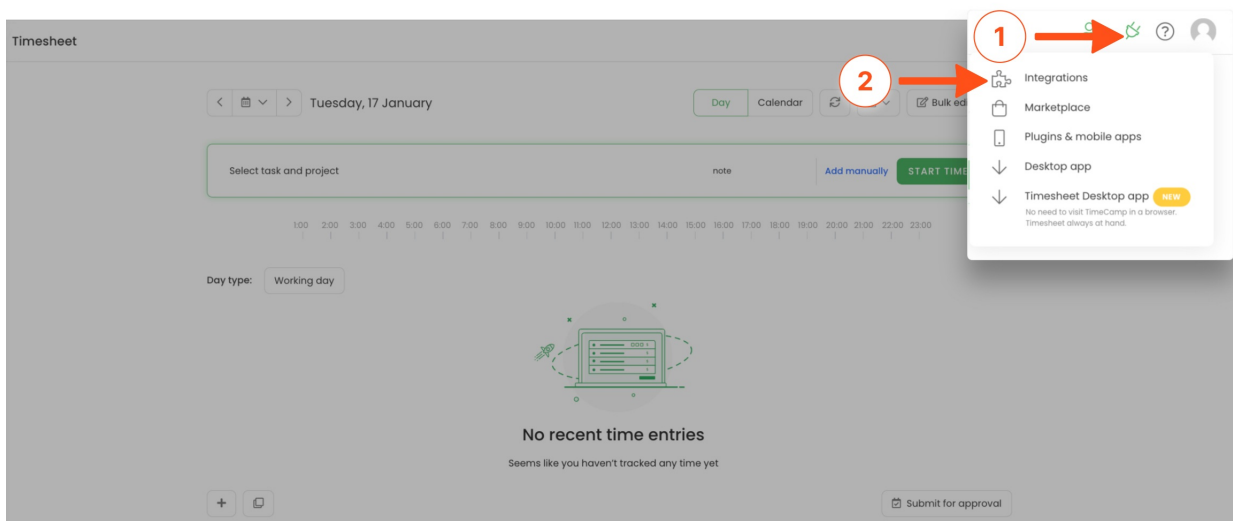 Timesheet
1
2
Integrations
Marketplace
Plugins & mobile apps
Desktop app
Timesheet Desktop app NEW
No need to visit TimeCamp in a browser.
Timesheet always at hand.
Tuesday, 17 January
Day Calendar
Bulk ed
Select task and project note Add manually START TIME
1:00 2:00 3:00 4:00 5:00 6:00 7:00 8:00 9:00 10:00 11:00 12:00 13:00 14:00 15:00 16:00 17:00 18:00 19:00 20:00 21:00 22:00 23:00
Day type: Working day
No recent time entries
Seems like you haven't tracked any time yet
Submit for approval